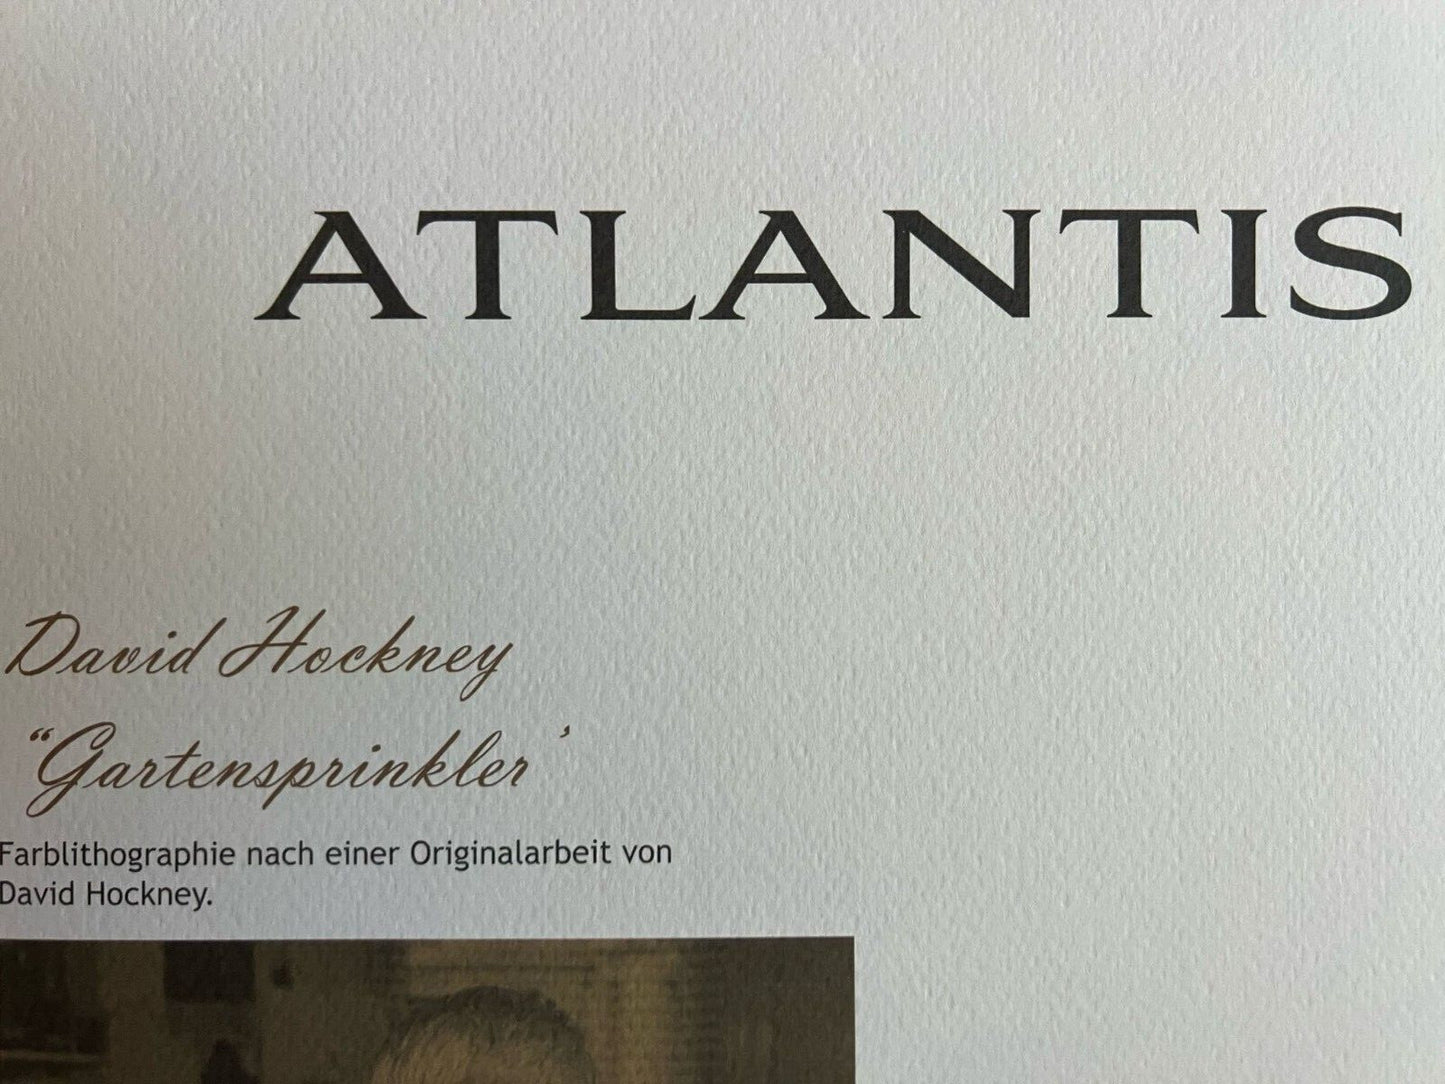 ATLANTIS
David Hockney
“Gartensprinkler’
Farblithographie nach einer Originalarbeit von
David Hockney.